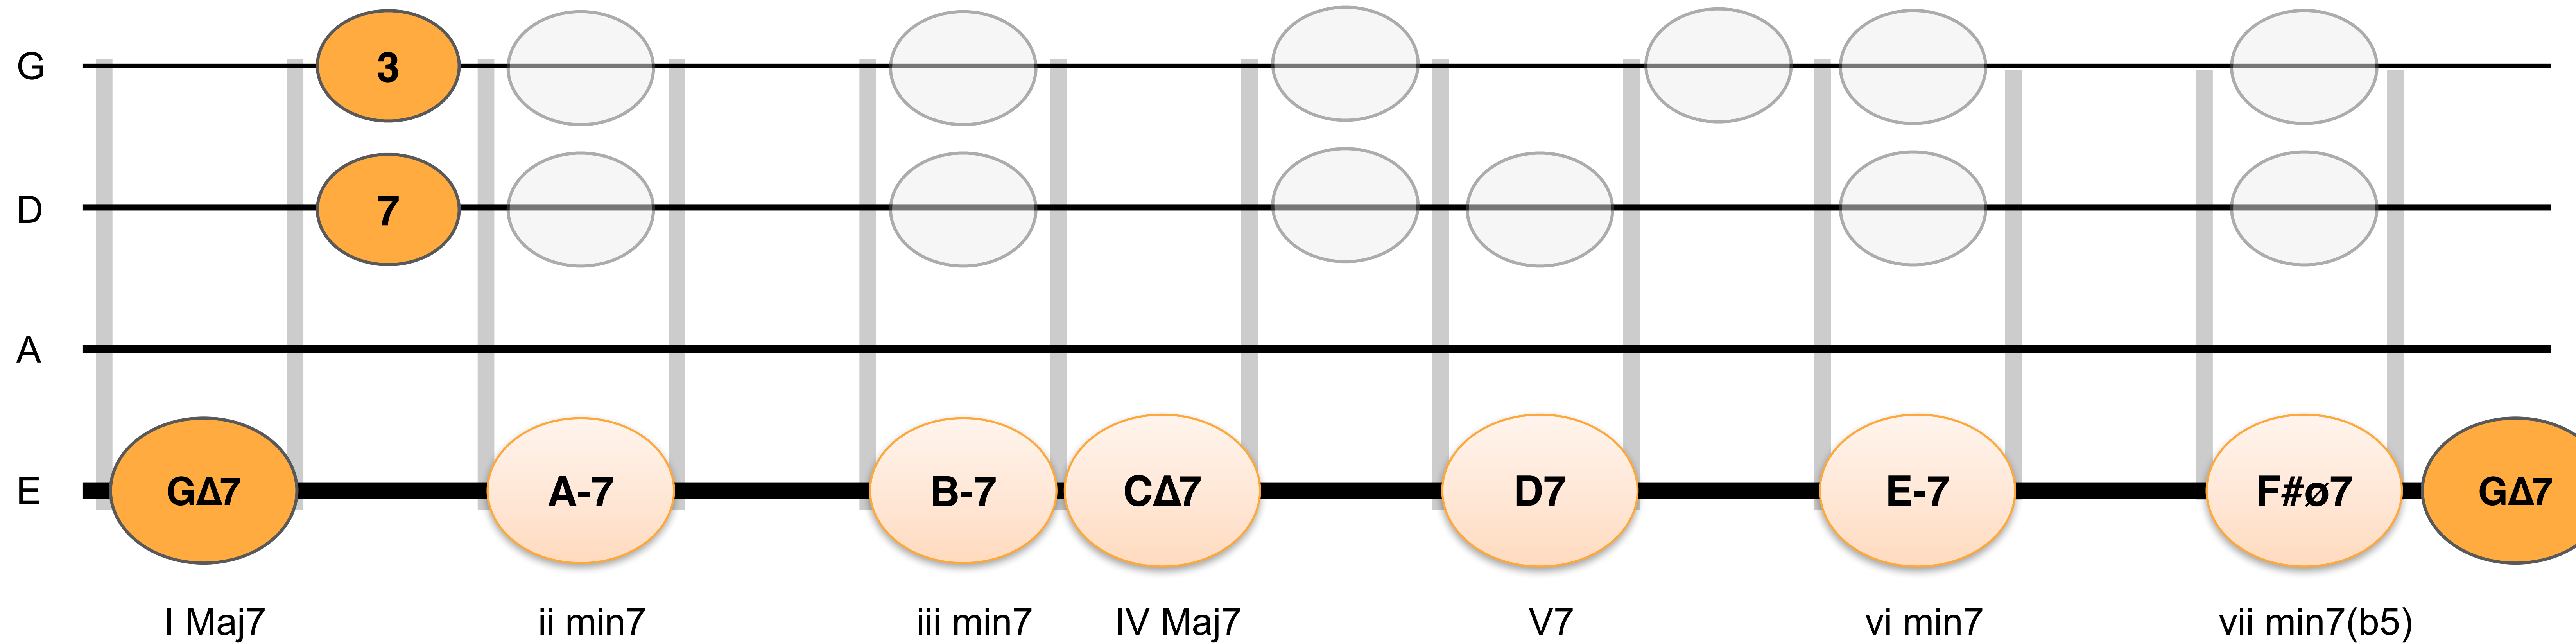 G 3
D 7
A
E GΔ7 A-7 B-7 CΔ7 D7 E-7 F#ø7 GΔ7
I Maj7 ii min7 iii min7 IV Maj7 V7 vi min7 vii min7(b5)